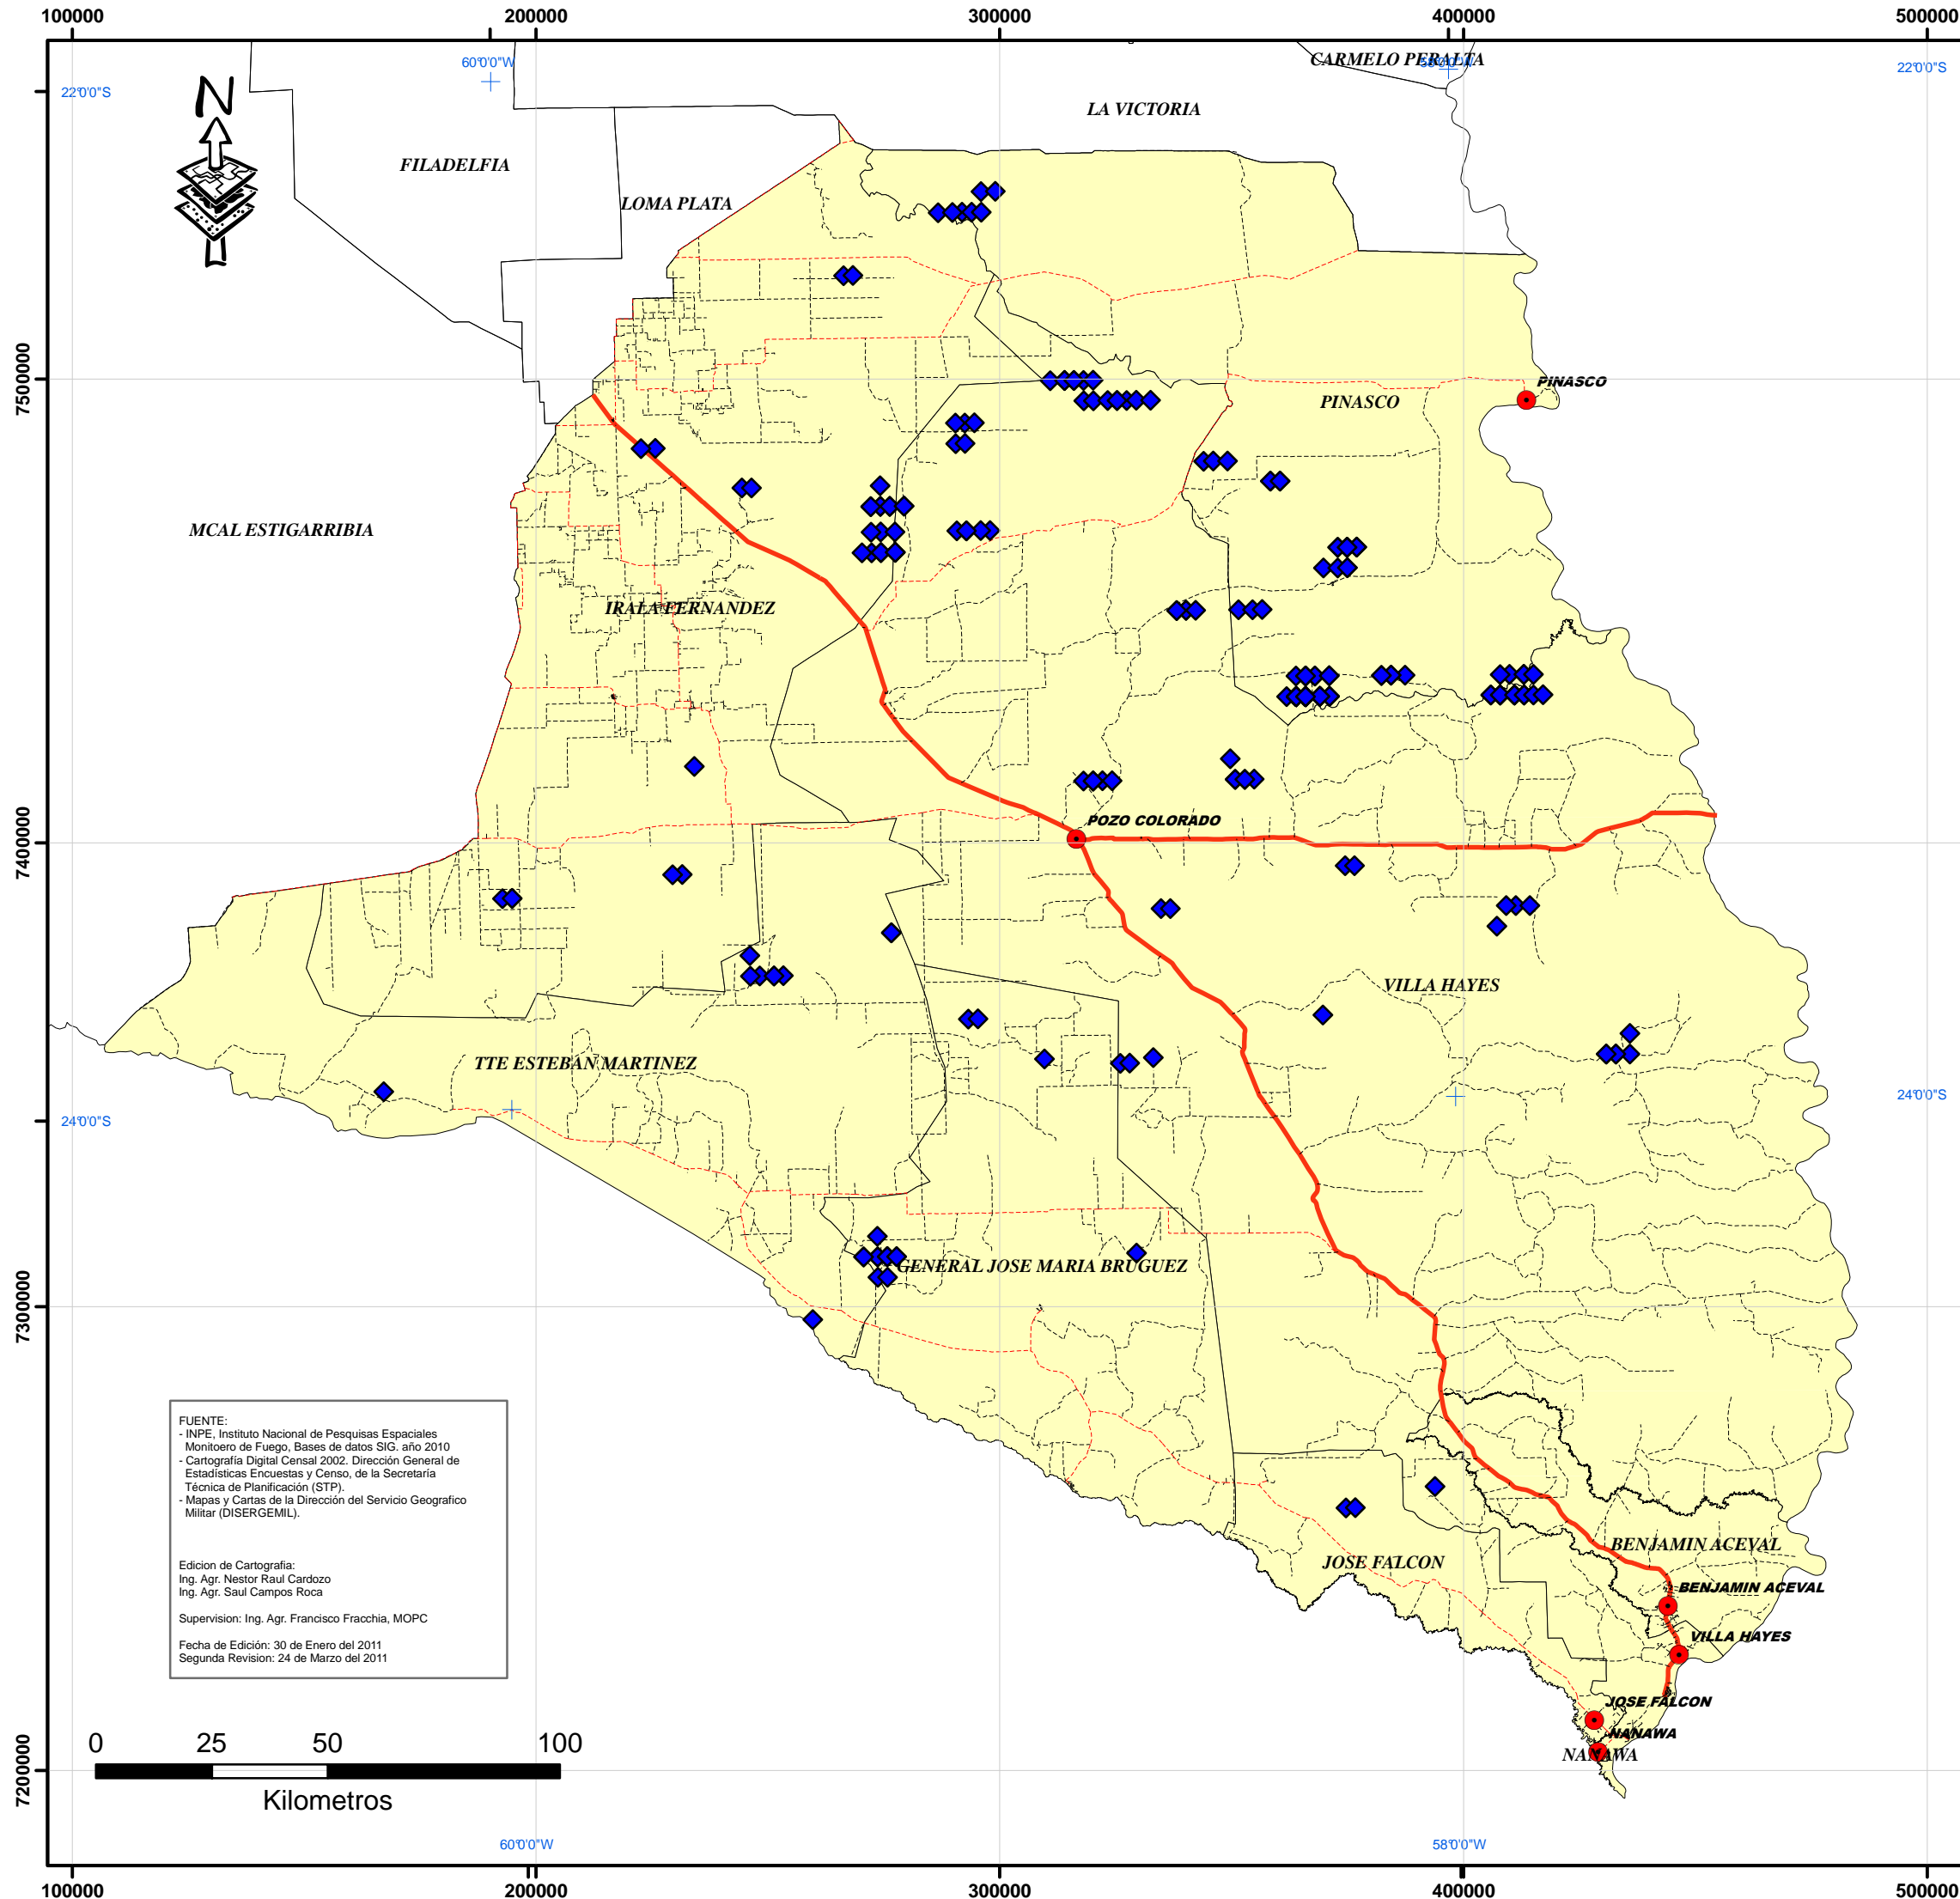 100000 200000 300000 400000 500000
CARMELO PERALTA
60°0'0"W 58°0'0"W 22°0'0"S
22°0'0"S
N
LA VICTORIA
FILADELFIA
LOMA PLATA
7500000
PINASCO
PINASCO
MCAL ESTIGARRIBIA
IRALA FERNANDEZ
POZO COLORADO
7400000
VILLA HAYES
TTE ESTEBAN MARTINEZ
24°0'0"S
24°0'0"S
GENERAL JOSE MARIA BRUGUEZ
7300000
FUENTE:
- INPE, Instituto Nacional de Pesquisas Espaciales
Monitoero de Fuego, Bases de datos SIG. año 2010
- Cartografía Digital Censal 2002. Dirección General de
Estadísticas Encuestas y Censo, de la Secretaría
Técnica de Planificación (STP).
- Mapas y Cartas de la Dirección del Servicio Geografico
Militar (DISERGEMIL).
Edicion de Cartografia:
Ing. Agr. Nestor Raul Cardozo
Ing. Agr. Saul Campos Roca
Supervision: Ing. Agr. Francisco Fracchia, MOPC
Fecha de Edición: 30 de Enero del 2011
Segunda Revision: 24 de Marzo del 2011
BENJAMIN ACEVAL
JOSE FALCON
BENJAMIN ACEVAL
VILLA HAYES
JOSE FALCON
NANAWA
NANAWA
7200000
0 25 50 100
Kilometros
60°0'0"W 58°0'0"W
100000 200000 300000 400000 500000